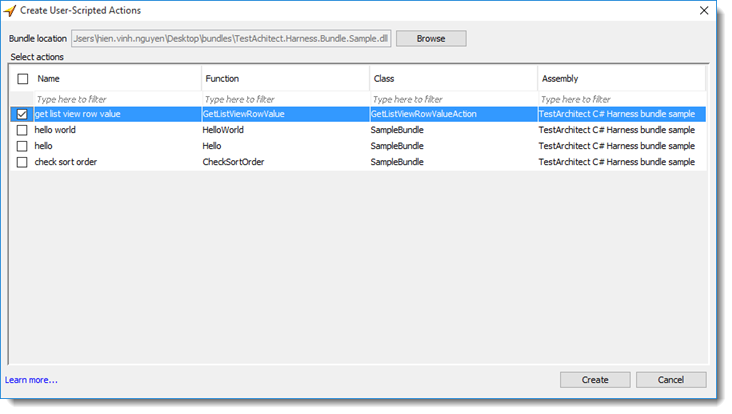 Create User-Scripted Actions
Bundle location Jsers\hien.vinh.nguyen\Desktop\bundles\TestAchitect.Harness.Bundle.Sample.dll Browse
Select actions
Name Function Class Assembly
Type here to filter Type here to filter Type here to filter Type here to filter
get list view row value GetListViewRowValue GetListViewRowValueAction TestArchitect C# Harness bundle sample
hello world HelloWorld SampleBundle TestArchitect C# Harness bundle sample
hello Hello SampleBundle TestArchitect C# Harness bundle sample
check sort order CheckSortOrder SampleBundle TestArchitect C# Harness bundle sample
Learn more... Create Cancel